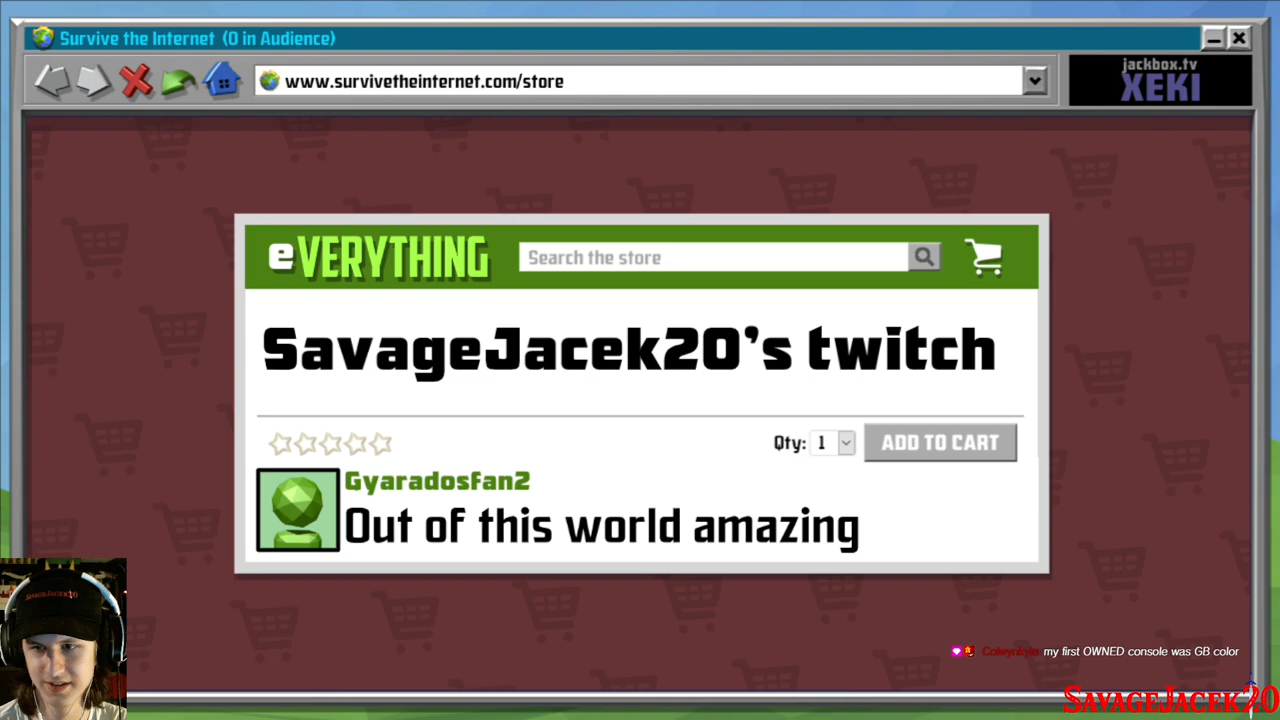 Survive the Internet (0 in Audience)
www.survivetheinternet.com/store
jackbox.tv
XEKI
eVERYTHING
Search the store
SavageJacek20's twitch
Qty: 1
ADD TO CART
Gyaradosfan2
Out of this world amazing
SAVAGEJACEK20
Colwynkyle my first OWNED console was GB color
SAVAGEJACEK20